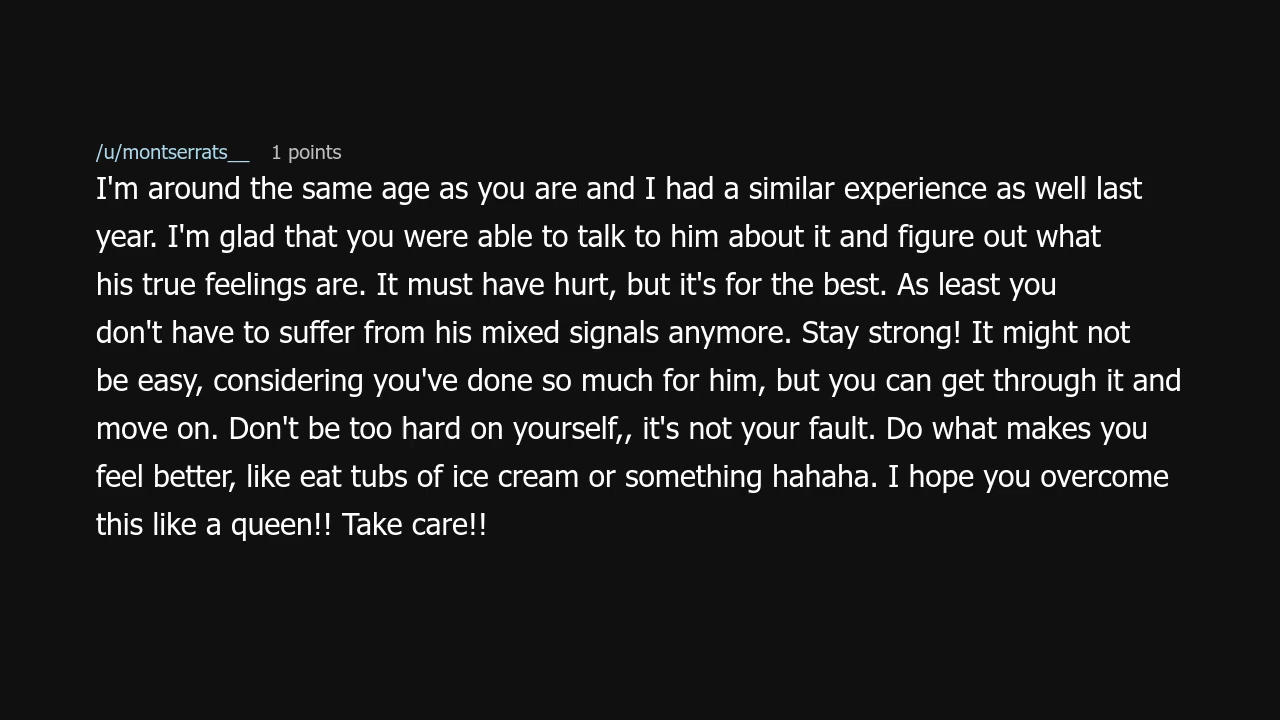 /u/montserrats__ 1 points
I'm around the same age as you are and I had a similar experience as well last
year. I'm glad that you were able to talk to him about it and figure out what
his true feelings are. It must have hurt, but it's for the best. As least you
don't have to suffer from his mixed signals anymore. Stay strong! It might not
be easy, considering you've done so much for him, but you can get through it and
move on. Don't be too hard on yourself,, it's not your fault. Do what makes you
feel better, like eat tubs of ice cream or something hahaha. I hope you overcome
this like a queen!! Take care!!